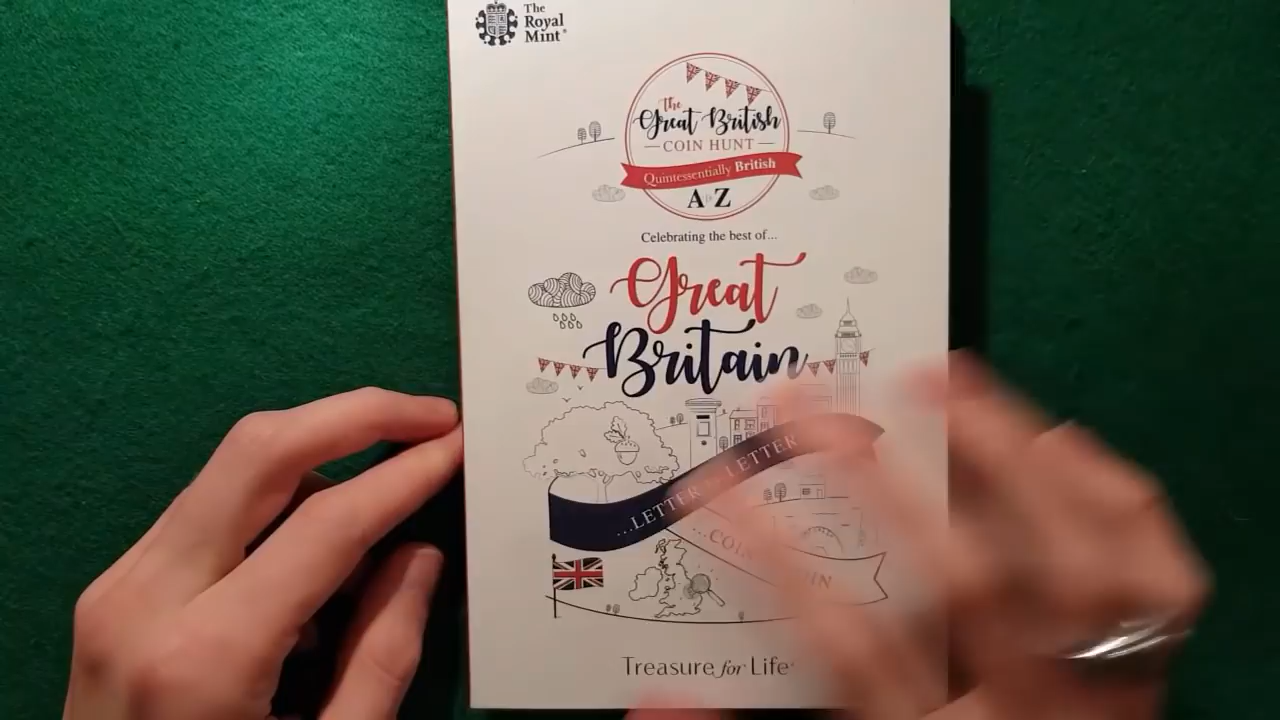 The
Royal
Mint®
The
Great British
COIN HUNT
Quintessentially British
A TO Z
Celebrating the best of...
Great
Britain
...LETTER LETTER
...COIN
Treasure for Life®